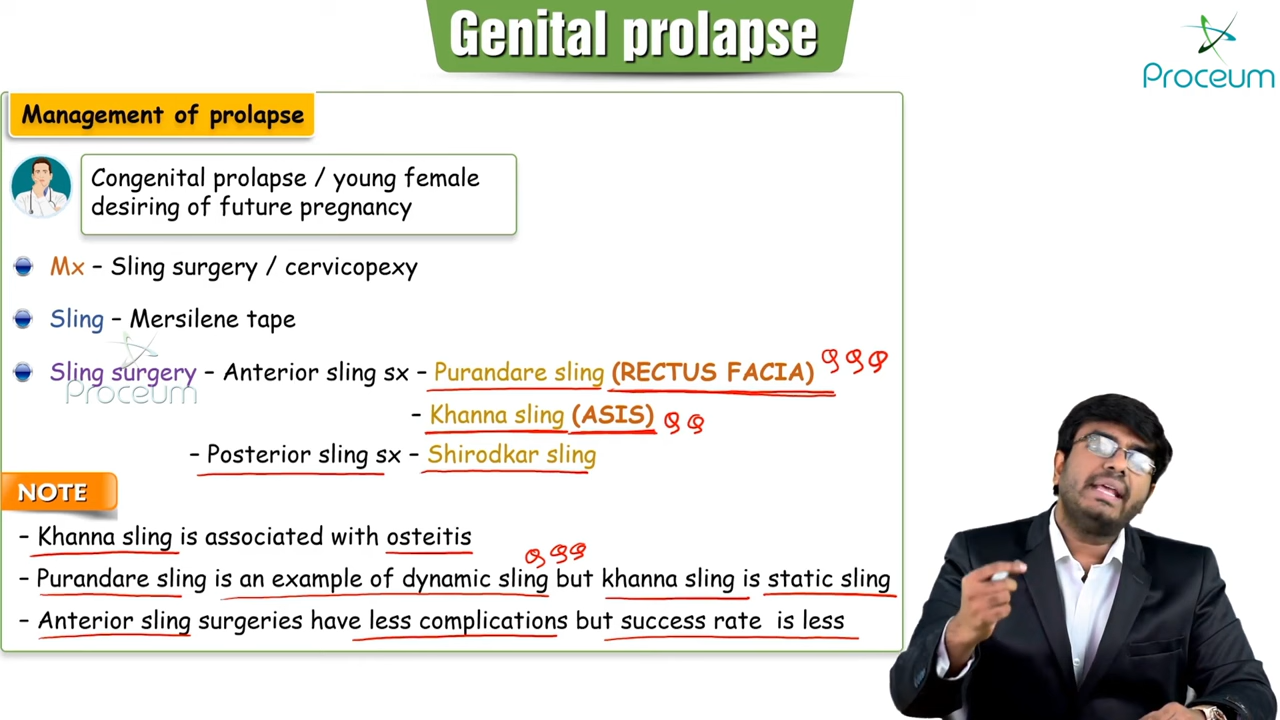 Genital prolapse
Proceum
Management of prolapse
Congenital prolapse / young female
desiring of future pregnancy
Mx – Sling surgery / cervicopexy
Sling – Mersilene tape
Sling surgery – Anterior sling sx – Purandare sling (RECTUS FACIA)
Proceum
– Khanna sling (ASIS)
– Posterior sling sx – Shirodkar sling
NOTE
– Khanna sling is associated with osteitis
– Purandare sling is an example of dynamic sling but khanna sling is static sling
– Anterior sling surgeries have less complications but success rate is less